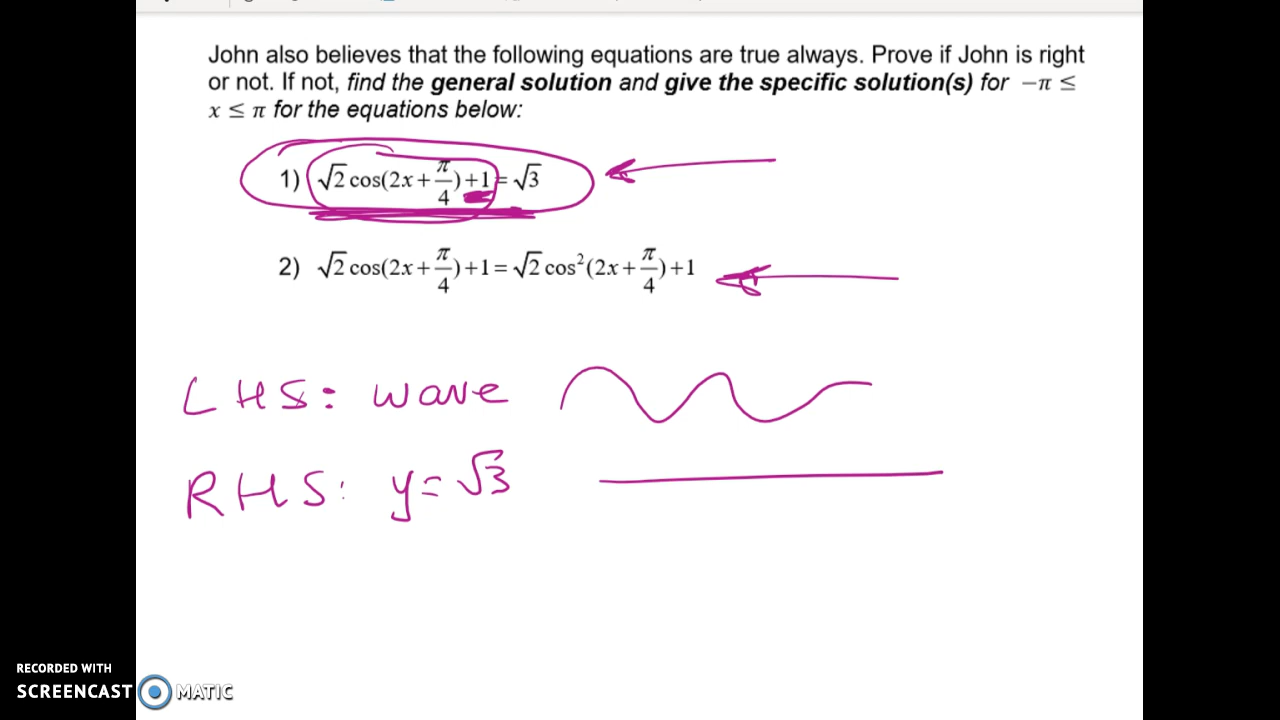 John also believes that the following equations are true always. Prove if John is right
or not. If not, find the general solution and give the specific solution(s) for −π ≤
x ≤ π for the equations below:
1) √2 cos(2x + π/4) + 1 = √3
2) √2 cos(2x + π/4) + 1 = √2 cos²(2x + π/4) + 1
LHS: wave
RHS: y = √3
RECORDED WITH
SCREENCAST MATIC